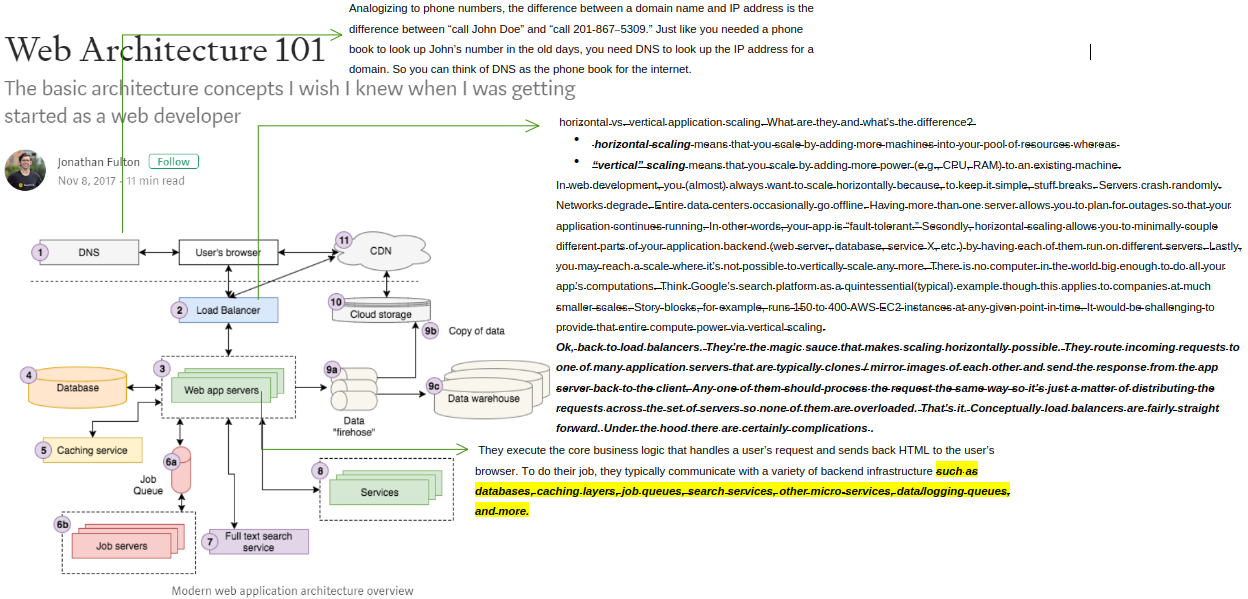 Analogizing to phone numbers, the difference between a domain name and IP address is the
difference between “call John Doe” and “call 201-867–5309.” Just like you needed a phone
book to look up John’s number in the old days, you need DNS to look up the IP address for a
domain. So you can think of DNS as the phone book for the internet.
Web Architecture 101
The basic architecture concepts I wish I knew when I was getting
started as a web developer
Jonathan Fulton Follow
Nov 8, 2017 · 11 min read
horizontal vs. vertical application scaling. What are they and what's the difference?
• horizontal scaling means that you scale by adding more machines into your pool of resources whereas
• “vertical” scaling means that you scale by adding more power (e.g., CPU, RAM) to an existing machine.
In web development, you (almost) always want to scale horizontally because, to keep it simple, stuff breaks. Servers crash randomly.
Networks degrade. Entire data centers occasionally go offline. Having more than one server allows you to plan for outages so that your
application continues running. In other words, your app is “fault tolerant.” Secondly, horizontal scaling allows you to minimally couple
different parts of your application backend (web server, database, service X, etc.) by having each of them run on different servers. Lastly,
you may reach a scale where it's not possible to vertically scale any more. There is no computer in the world big enough to do all your
app's computations. Think Google's search platform as a quintessential(typical) example though this applies to companies at much
smaller scales. Story blocks, for example, runs 150 to 400 AWS EC2 instances at any given point in time. It would be challenging to
provide that entire compute power via vertical scaling.
Ok, back to load balancers. They're the magic sauce that makes scaling horizontally possible. They route incoming requests to
one of many application servers that are typically clones / mirror images of each other and send the response from the app
server back to the client. Any one of them should process the request the same way so it's just a matter of distributing the
requests across the set of servers so none of them are overloaded. That's it. Conceptually load balancers are fairly straight
forward. Under the hood there are certainly complications .
They execute the core business logic that handles a user’s request and sends back HTML to the user’s
browser. To do their job, they typically communicate with a variety of backend infrastructure such as
databases, caching layers, job queues, search services, other micro-services, data/logging queues,
and more.
1 DNS
User's browser
11 CDN
2 Load Balancer
10 Cloud storage
9b Copy of data
4 Database
3 Web app servers
9a
Data
"firehose"
9c Data warehouse
5 Caching service
6a
Job
Queue
8 Services
6b Job servers
7 Full text search
service
Modern web application architecture overview